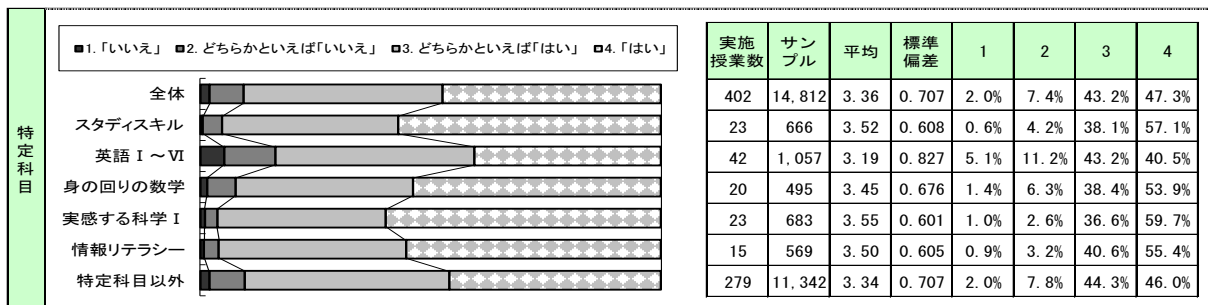 特定科目
1.「いいえ」 2. どちらかといえば「いいえ」 3. どちらかといえば「はい」 4.「はい」
実施授業数 サンプル 平均 標準偏差 1 2 3 4
全体 402 14,812 3.36 0.707 2.0% 7.4% 43.2% 47.3%
スタディスキル 23 666 3.52 0.608 0.6% 4.2% 38.1% 57.1%
英語Ⅰ～Ⅵ 42 1,057 3.19 0.827 5.1% 11.2% 43.2% 40.5%
身の回りの数学 20 495 3.45 0.676 1.4% 6.3% 38.4% 53.9%
実感する科学Ⅰ 23 683 3.55 0.601 1.0% 2.6% 36.6% 59.7%
情報リテラシー 15 569 3.50 0.605 0.9% 3.2% 40.6% 55.4%
特定科目以外 279 11,342 3.34 0.707 2.0% 7.8% 44.3% 46.0%